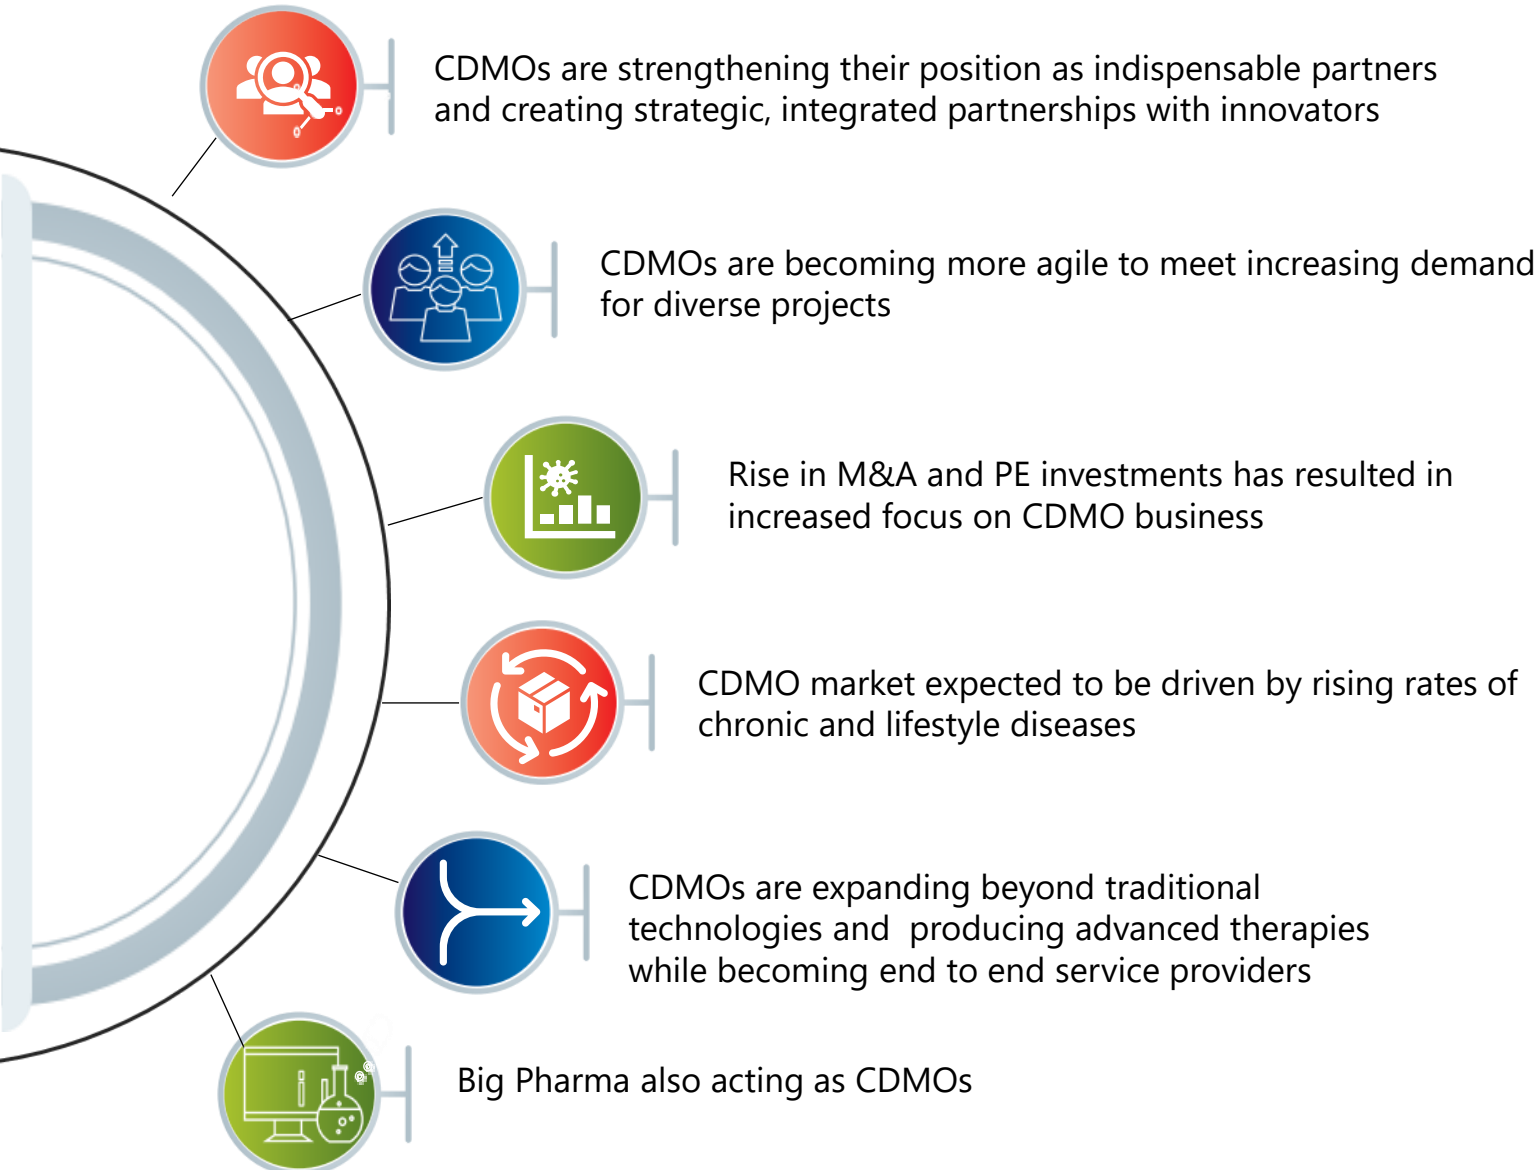 CDMOs are strengthening their position as indispensable partners
and creating strategic, integrated partnerships with innovators
CDMOs are becoming more agile to meet increasing demand
for diverse projects
Rise in M&A and PE investments has resulted in
increased focus on CDMO business
CDMO market expected to be driven by rising rates of
chronic and lifestyle diseases
CDMOs are expanding beyond traditional
technologies and  producing advanced therapies
while becoming end to end service providers
Big Pharma also acting as CDMOs